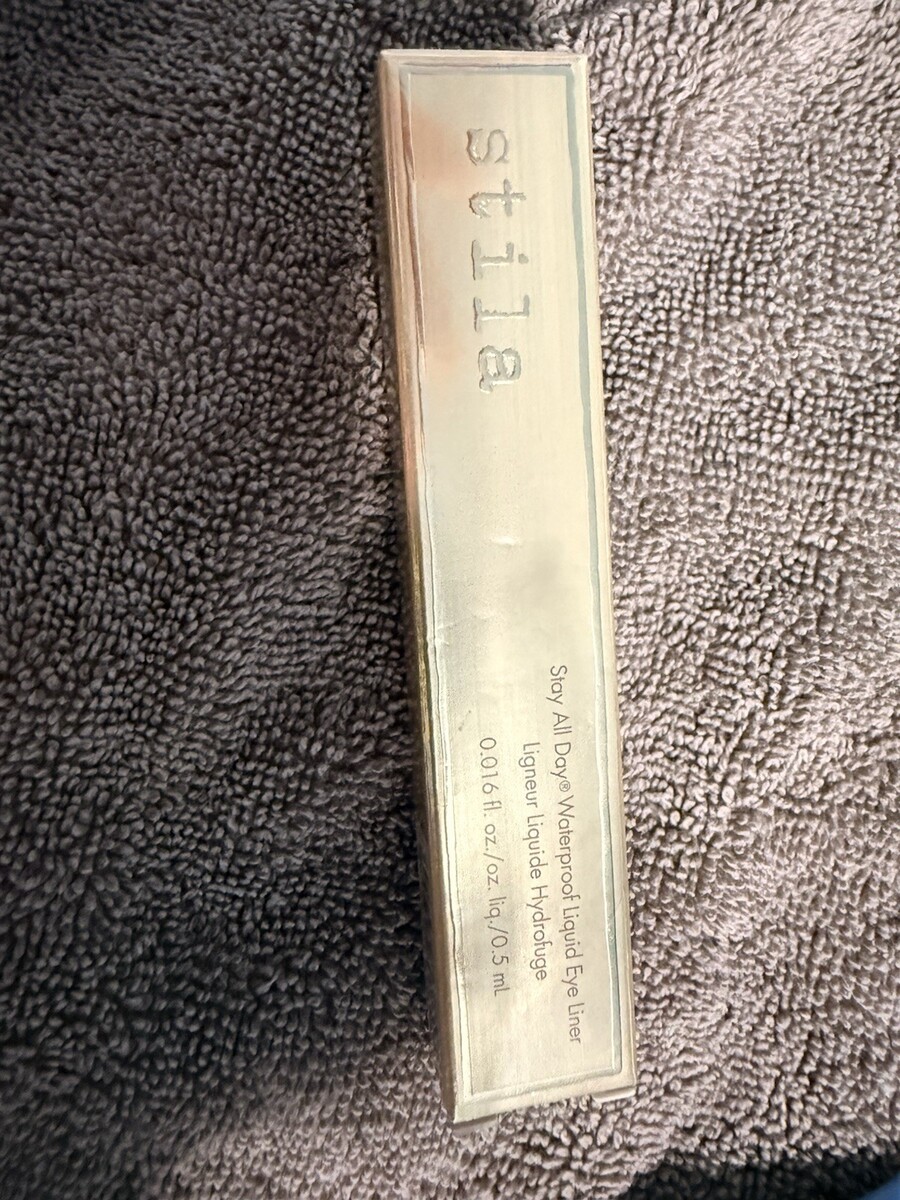 stila
Stay All Day® Waterproof Liquid Eye Liner
Ligneur Liquide Hydrofuge
0.016 fl. oz./oz. liq./0.5 mL